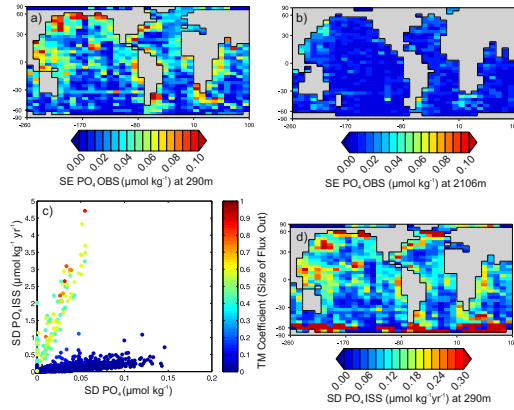 a)
90
60
30
0
-30
-60
-90
-260 -170 -80 10 100
0.00 0.02 0.04 0.06 0.08 0.10
SE PO₄ OBS (μmol kg⁻¹) at 290m
b)
90
60
30
0
-30
-60
-90
-260 -170 -80 10 100
0.00 0.02 0.04 0.06 0.08 0.10
SE PO₄ OBS (μmol kg⁻¹) at 2106m
c)
5
4.5
4
3.5
3
2.5
2
1.5
1
0.5
0
0 0.05 0.1 0.15 0.2
SD PO₄ ISS (μmol kg⁻¹ yr⁻¹)
SD PO₄ (μmol kg⁻¹)
1
0.9
0.8
0.7
0.6
0.5
0.4
0.3
0.2
0.1
0
TM Coefficient (Size of Flux Out)
d)
90
60
30
0
-30
-60
-90
-260 -170 -80 10 100
0.00 0.06 0.12 0.18 0.24 0.30
SD PO₄ ISS (μmol kg⁻¹yr⁻¹) at 290m